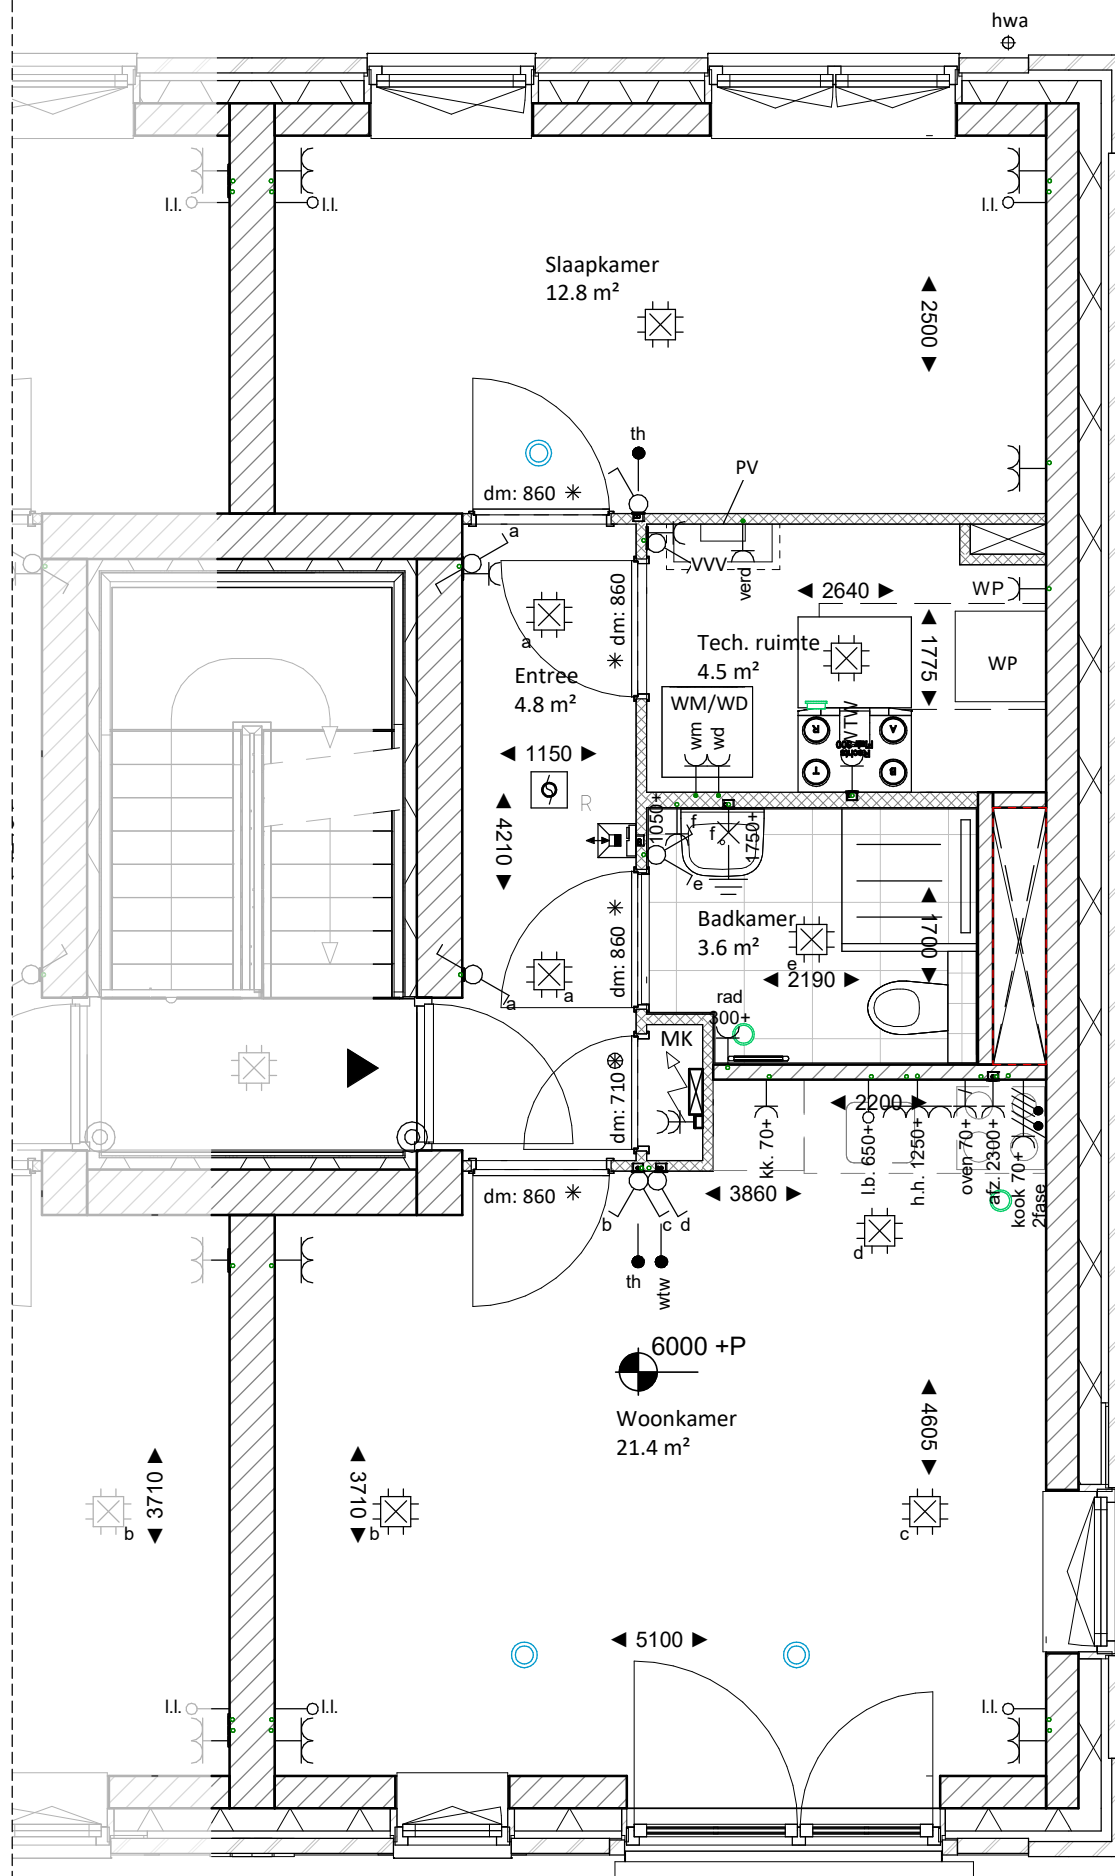 hwa
l.l.
l.l.
l.l.
Slaapkamer
12.8 m²
2500
th
PV
dm: 860
a
VVV
verd
WP
2640
dm: 860
a
Entree
4.8 m²
Tech. ruimte
4.5 m²
1775
WP
WM/WD
wm
wd
VTW
R
A
T
B
1150
R
4210
1050+
f
f
1750+
e
Badkamer
3.6 m²
e
1700
2190
dm: 860
a
a
rad
300+
MK
dm: 710
2200
kk. 70+
l.b. 650+
h.h. 1250+
oven 70+
afz. 2300+
kook 70+
2fase
dm: 860
3860
b
c
d
d
th
wtw
6000 +P
Woonkamer
21.4 m²
4605
3710
b
3710
b
c
5100
l.l.
l.l.
l.l.